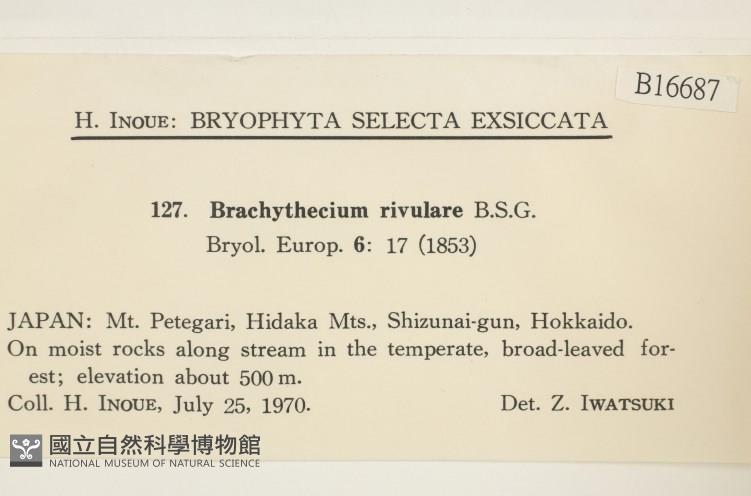 B16687
H. INOUE: BRYOPHYTA SELECTA EXSICCATA
127. Brachythecium rivulare B.S.G.
Bryol. Europ. 6: 17 (1853)
JAPAN: Mt. Petegari, Hidaka Mts., Shizunai-gun, Hokkaido.
On moist rocks along stream in the temperate, broad-leaved for-
est; elevation about 500 m.
Coll. H. INOUE, July 25, 1970. Det. Z. IWATSUKI
國立自然科學博物館
NATIONAL MUSEUM OF NATURAL SCIENCE